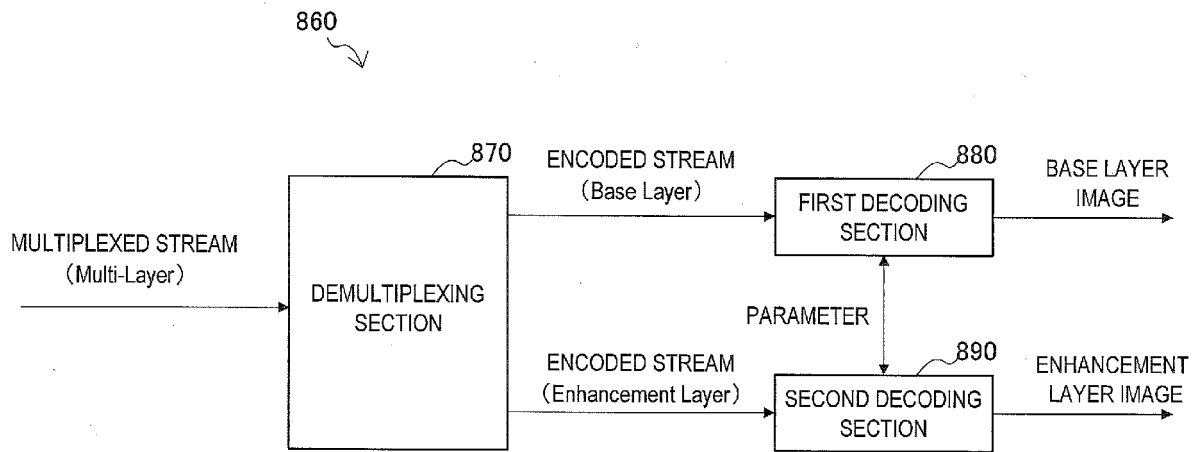 860
870
ENCODED STREAM
(Base Layer)
880
BASE LAYER
IMAGE
FIRST DECODING
SECTION
MULTIPLEXED STREAM
(Multi-Layer)
DEMULTIPLEXING
SECTION
PARAMETER
ENCODED STREAM
(Enhancement Layer)
890
ENHANCEMENT
LAYER IMAGE
SECOND DECODING
SECTION